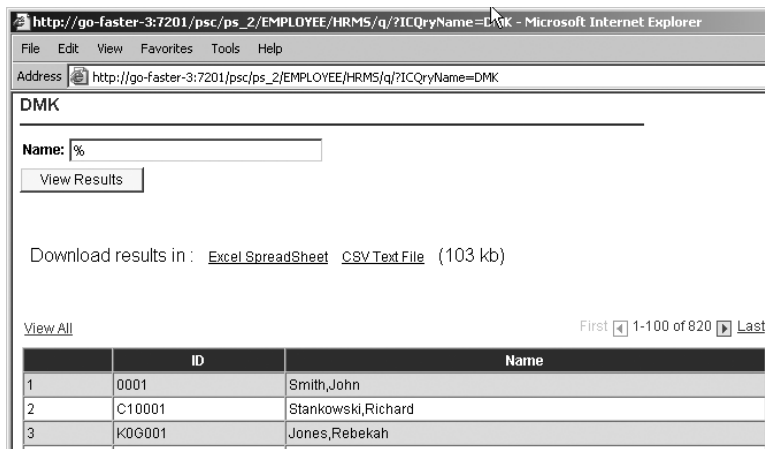 http://go-faster-3:7201/psc/ps_2/EMPLOYEE/HRMS/q/?ICQryName=DMK - Microsoft Internet Explorer
File Edit View Favorites Tools Help
Address http://go-faster-3:7201/psc/ps_2/EMPLOYEE/HRMS/q/?ICQryName=DMK
DMK
Name: %
View Results
Download results in : Excel SpreadSheet CSV Text File (103 kb)
View All First 1-100 of 820 Last
ID Name
1 0001 Smith,John
2 C10001 Stankowski,Richard
3 K0G001 Jones,Rebekah